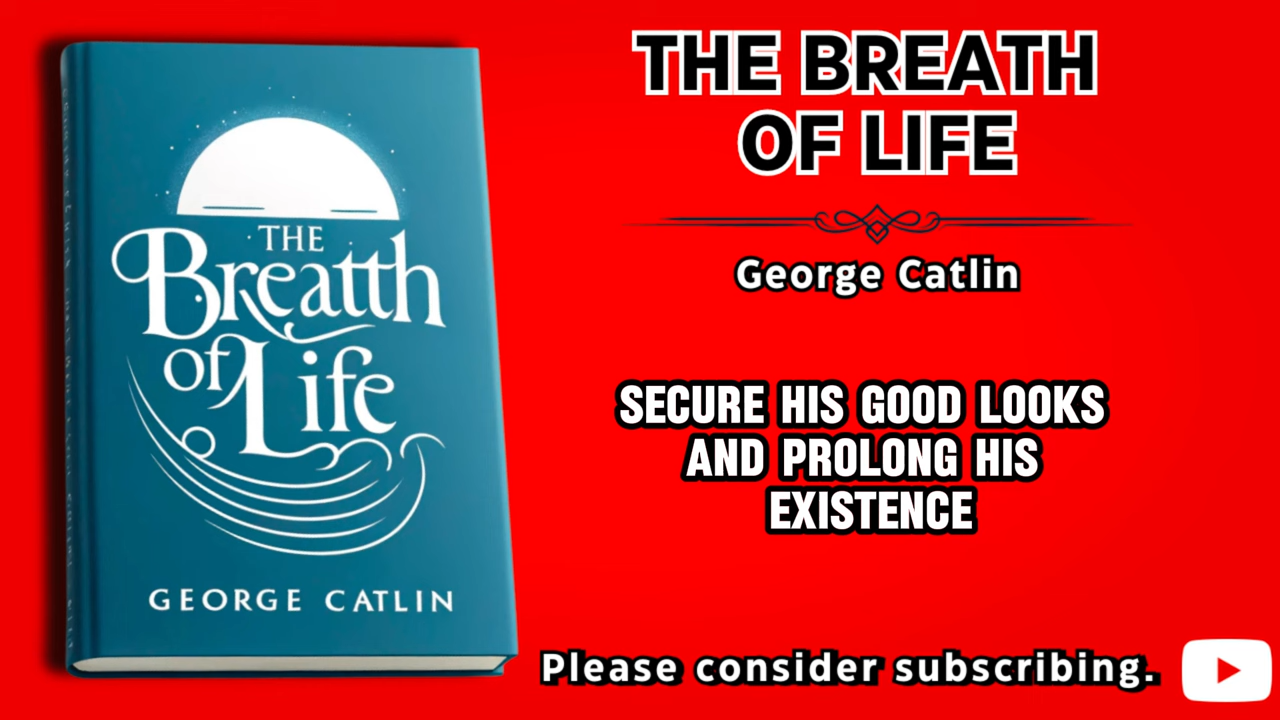 THE
Breatth
of Life
GEORGE CATLIN
THE BREATH
OF LIFE
George Catlin
SECURE HIS GOOD LOOKS
AND PROLONG HIS
EXISTENCE
Please consider subscribing.